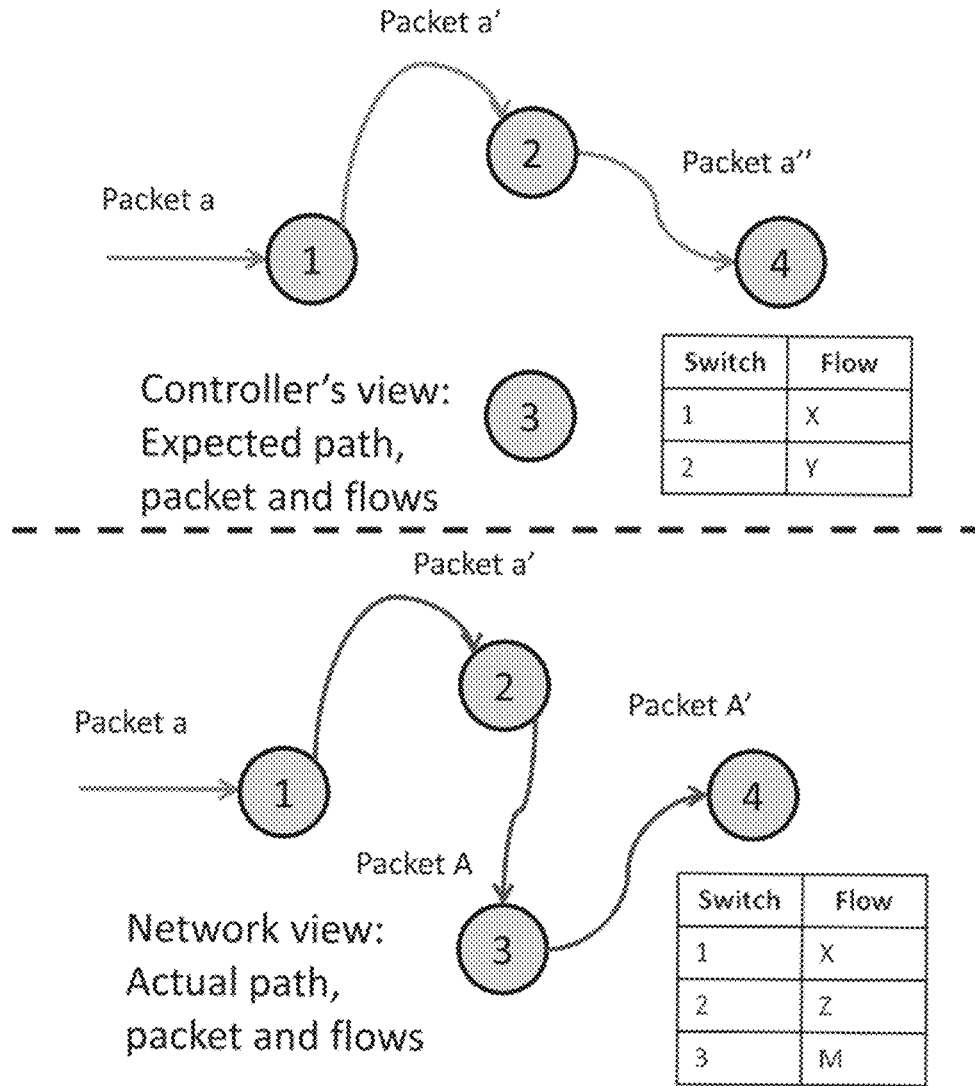 Packet a'
2
Packet a''
Packet a
1
4
Switch Flow
1 X
2 Y
Controller's view:
Expected path,
packet and flows
3
Packet a'
2
Packet a
Packet A'
1
4
Packet A
Switch Flow
1 X
2 Z
3 M
Network view:
Actual path,
packet and flows
3